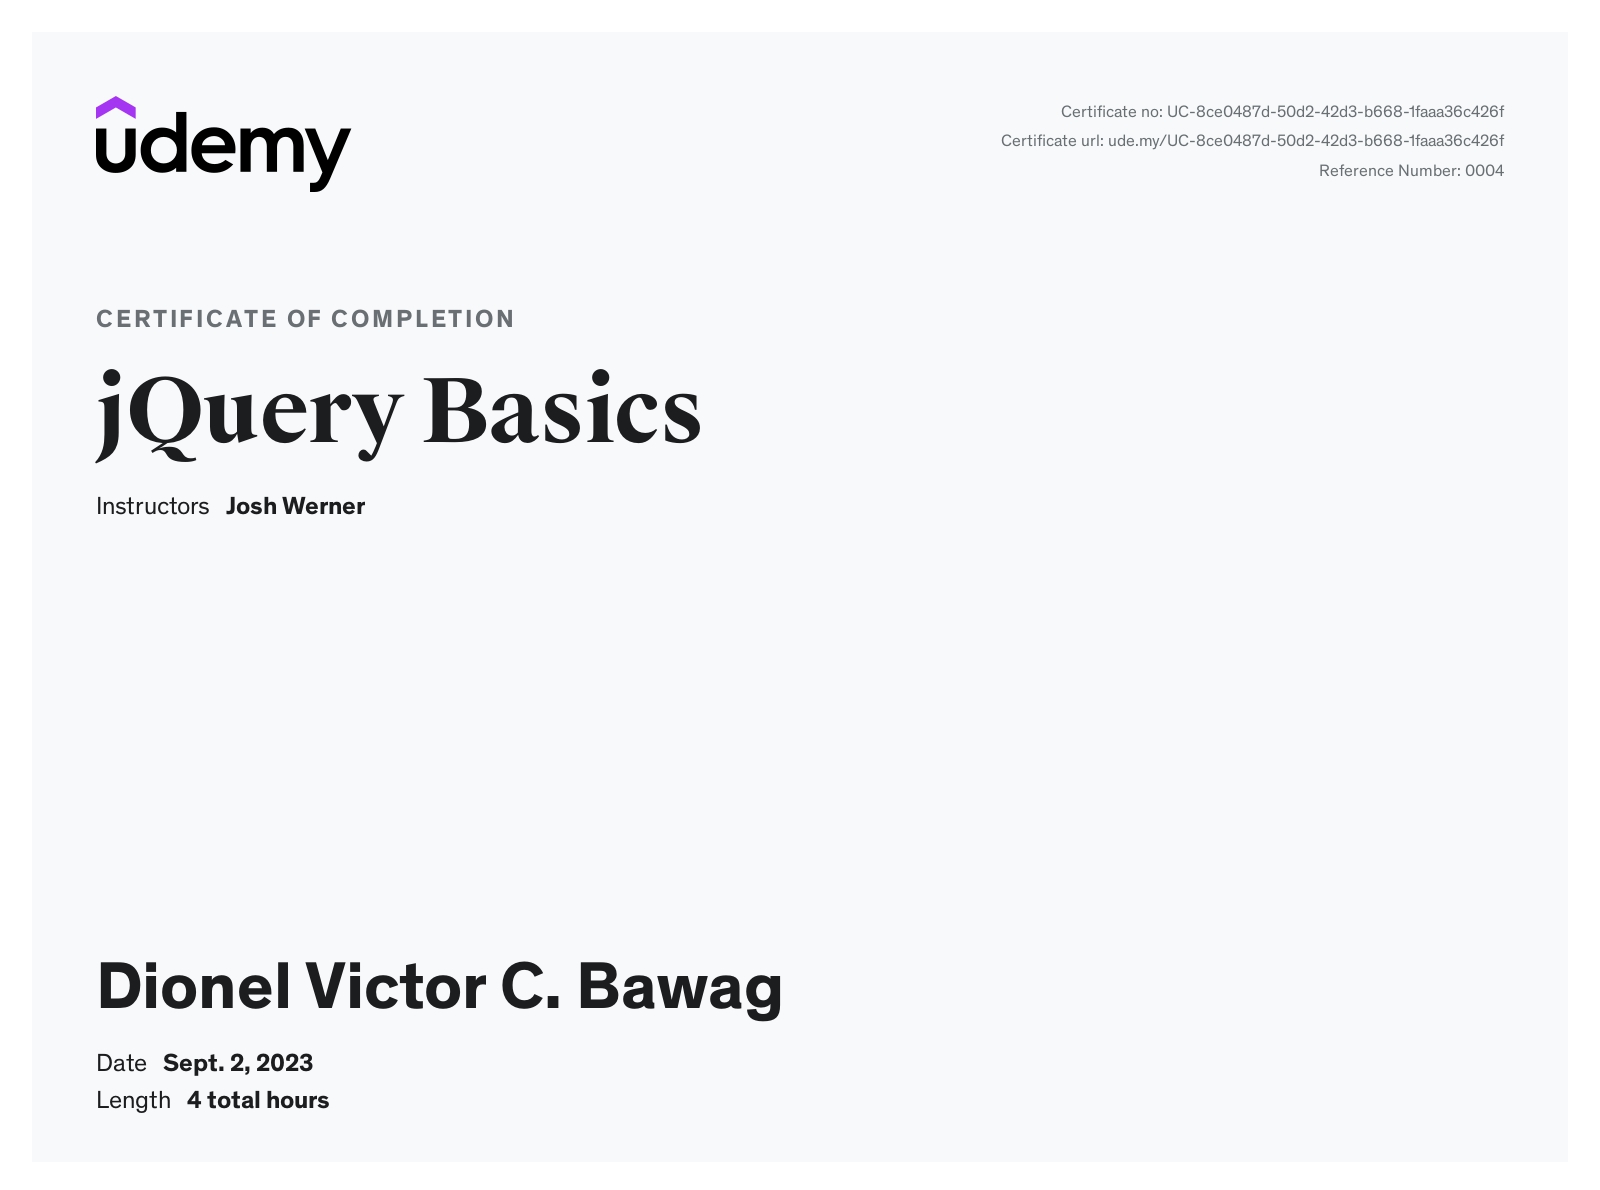 udemy
Certificate no: UC-8ce0487d-50d2-42d3-b668-1faaa36c426f
Certificate url: ude.my/UC-8ce0487d-50d2-42d3-b668-1faaa36c426f
Reference Number: 0004
CERTIFICATE OF COMPLETION
jQuery Basics
Instructors Josh Werner
Dionel Victor C. Bawag
Date Sept. 2, 2023
Length 4 total hours